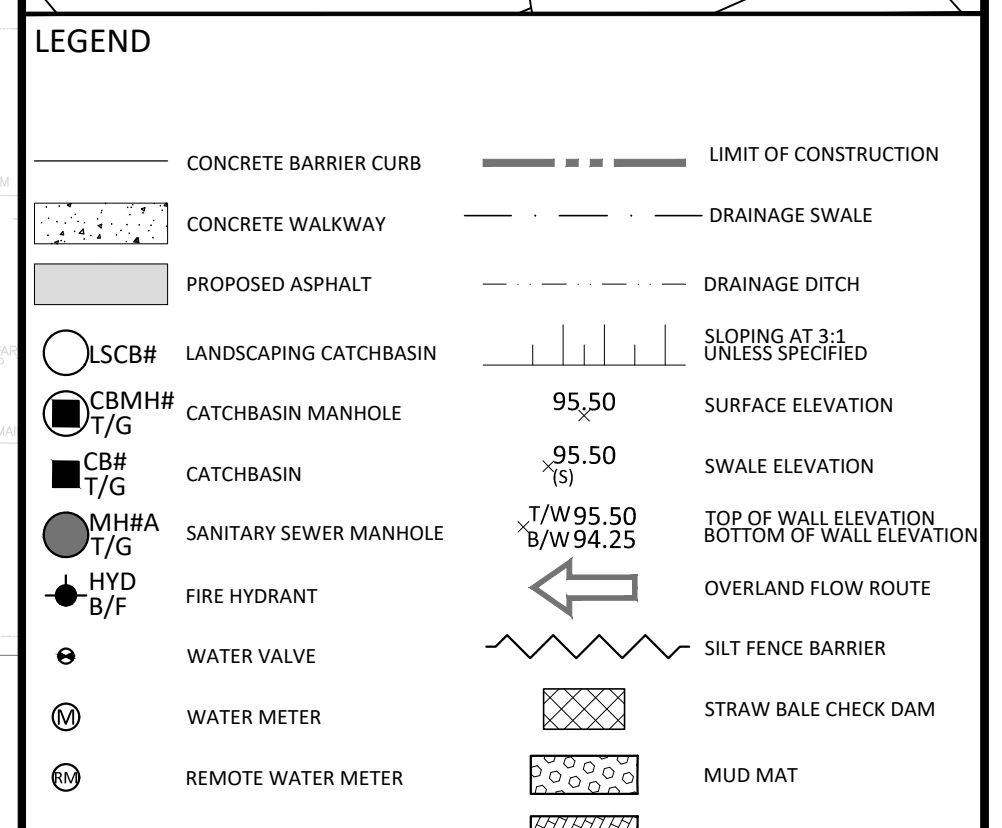 LEGEND
CONCRETE BARRIER CURB
CONCRETE WALKWAY
PROPOSED ASPHALT
LSCB# LANDSCAPING CATCHBASIN
CBMH#
T/G
CATCHBASIN MANHOLE
CB#
T/G
CATCHBASIN
MH#A
T/G
SANITARY SEWER MANHOLE
HYD
B/F
FIRE HYDRANT
WATER VALVE
M WATER METER
RM REMOTE WATER METER
LIMIT OF CONSTRUCTION
DRAINAGE SWALE
DRAINAGE DITCH
SLOPING AT 3:1
UNLESS SPECIFIED
95.50 SURFACE ELEVATION
95.50
(S)
SWALE ELEVATION
T/W 95.50
B/W 94.25
TOP OF WALL ELEVATION
BOTTOM OF WALL ELEVATION
OVERLAND FLOW ROUTE
SILT FENCE BARRIER
STRAW BALE CHECK DAM
MUD MAT